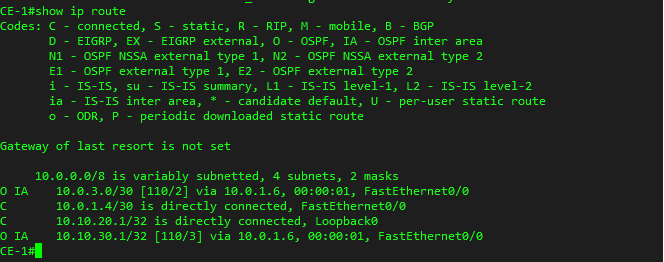 CE-1#show ip route
Codes: C - connected, S - static, R - RIP, M - mobile, B - BGP
       D - EIGRP, EX - EIGRP external, O - OSPF, IA - OSPF inter area
       N1 - OSPF NSSA external type 1, N2 - OSPF NSSA external type 2
       E1 - OSPF external type 1, E2 - OSPF external type 2
       i - IS-IS, su - IS-IS summary, L1 - IS-IS level-1, L2 - IS-IS level-2
       ia - IS-IS inter area, * - candidate default, U - per-user static route
       o - ODR, P - periodic downloaded static route
Gateway of last resort is not set
     10.0.0.0/8 is variably subnetted, 4 subnets, 2 masks
O IA    10.0.3.0/30 [110/2] via 10.0.1.6, 00:00:01, FastEthernet0/0
C       10.0.1.4/30 is directly connected, FastEthernet0/0
C       10.10.20.1/32 is directly connected, Loopback0
O IA    10.10.30.1/32 [110/3] via 10.0.1.6, 00:00:01, FastEthernet0/0
CE-1#